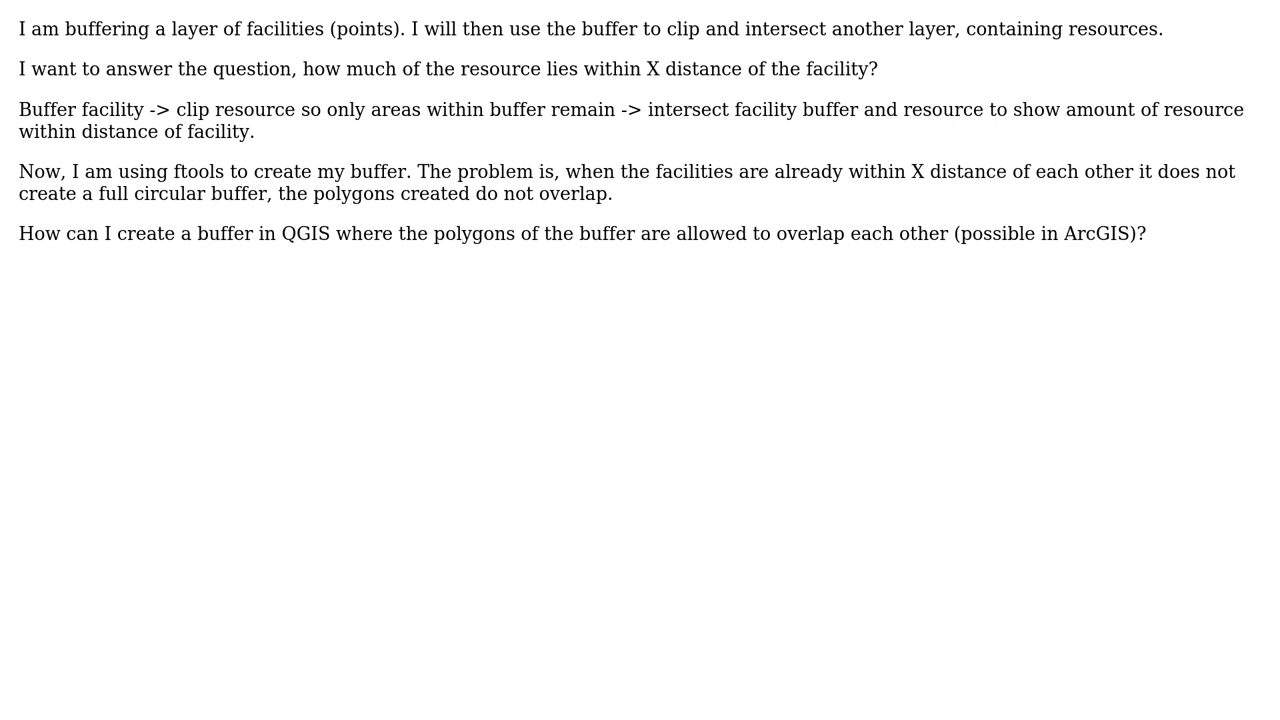 I am buffering a layer of facilities (points). I will then use the buffer to clip and intersect another layer, containing resources.
I want to answer the question, how much of the resource lies within X distance of the facility?
Buffer facility -> clip resource so only areas within buffer remain -> intersect facility buffer and resource to show amount of resource
within distance of facility.
Now, I am using ftools to create my buffer. The problem is, when the facilities are already within X distance of each other it does not
create a full circular buffer, the polygons created do not overlap.
How can I create a buffer in QGIS where the polygons of the buffer are allowed to overlap each other (possible in ArcGIS)?